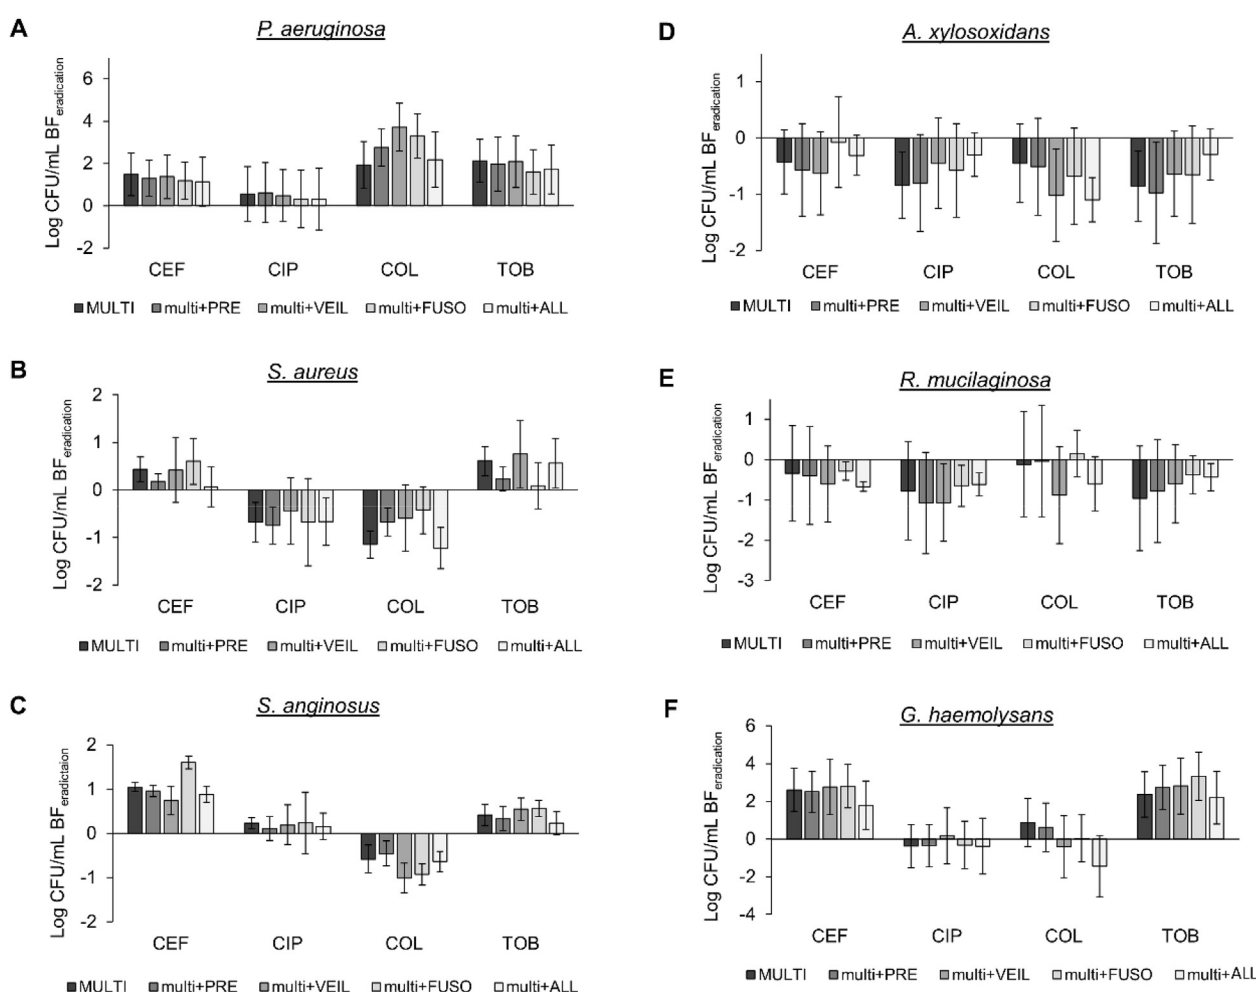 A
P. aeruginosa
Log CFU/mL BFeradication
6
4
2
0
-2
CEF CIP COL TOB
MULTI multi+PRE multi+VEIL multi+FUSO multi+ALL
B
S. aureus
Log CFU/mL BFeradication
2
1
0
-1
-2
CEF CIP COL TOB
MULTI multi+PRE multi+VEIL multi+FUSO multi+ALL
C
S. anginosus
Log CFU/mL BFeradictaion
2
1
0
-1
-2
CEF CIP COL TOB
MULTI multi+PRE multi+VEIL multi+FUSO multi+ALL
D
A. xylosoxidans
Log CFU/mL BFeradication
1
0
-1
-2
CEF CIP COL TOB
MULTI multi+PRE multi+VEIL multi+FUSO multi+ALL
E
R. mucilaginosa
Log CFU/mL BFeradication
1
0
-1
-2
-3
CEF CIP COL TOB
MULTI multi+PRE multi+VEIL multi+FUSO multi+ALL
F
G. haemolysans
Log CFU/mL BFeradication
6
4
2
0
-2
-4
CEF CIP COL TOB
MULTI multi+PRE multi+VEIL multi+FUSO multi+ALL